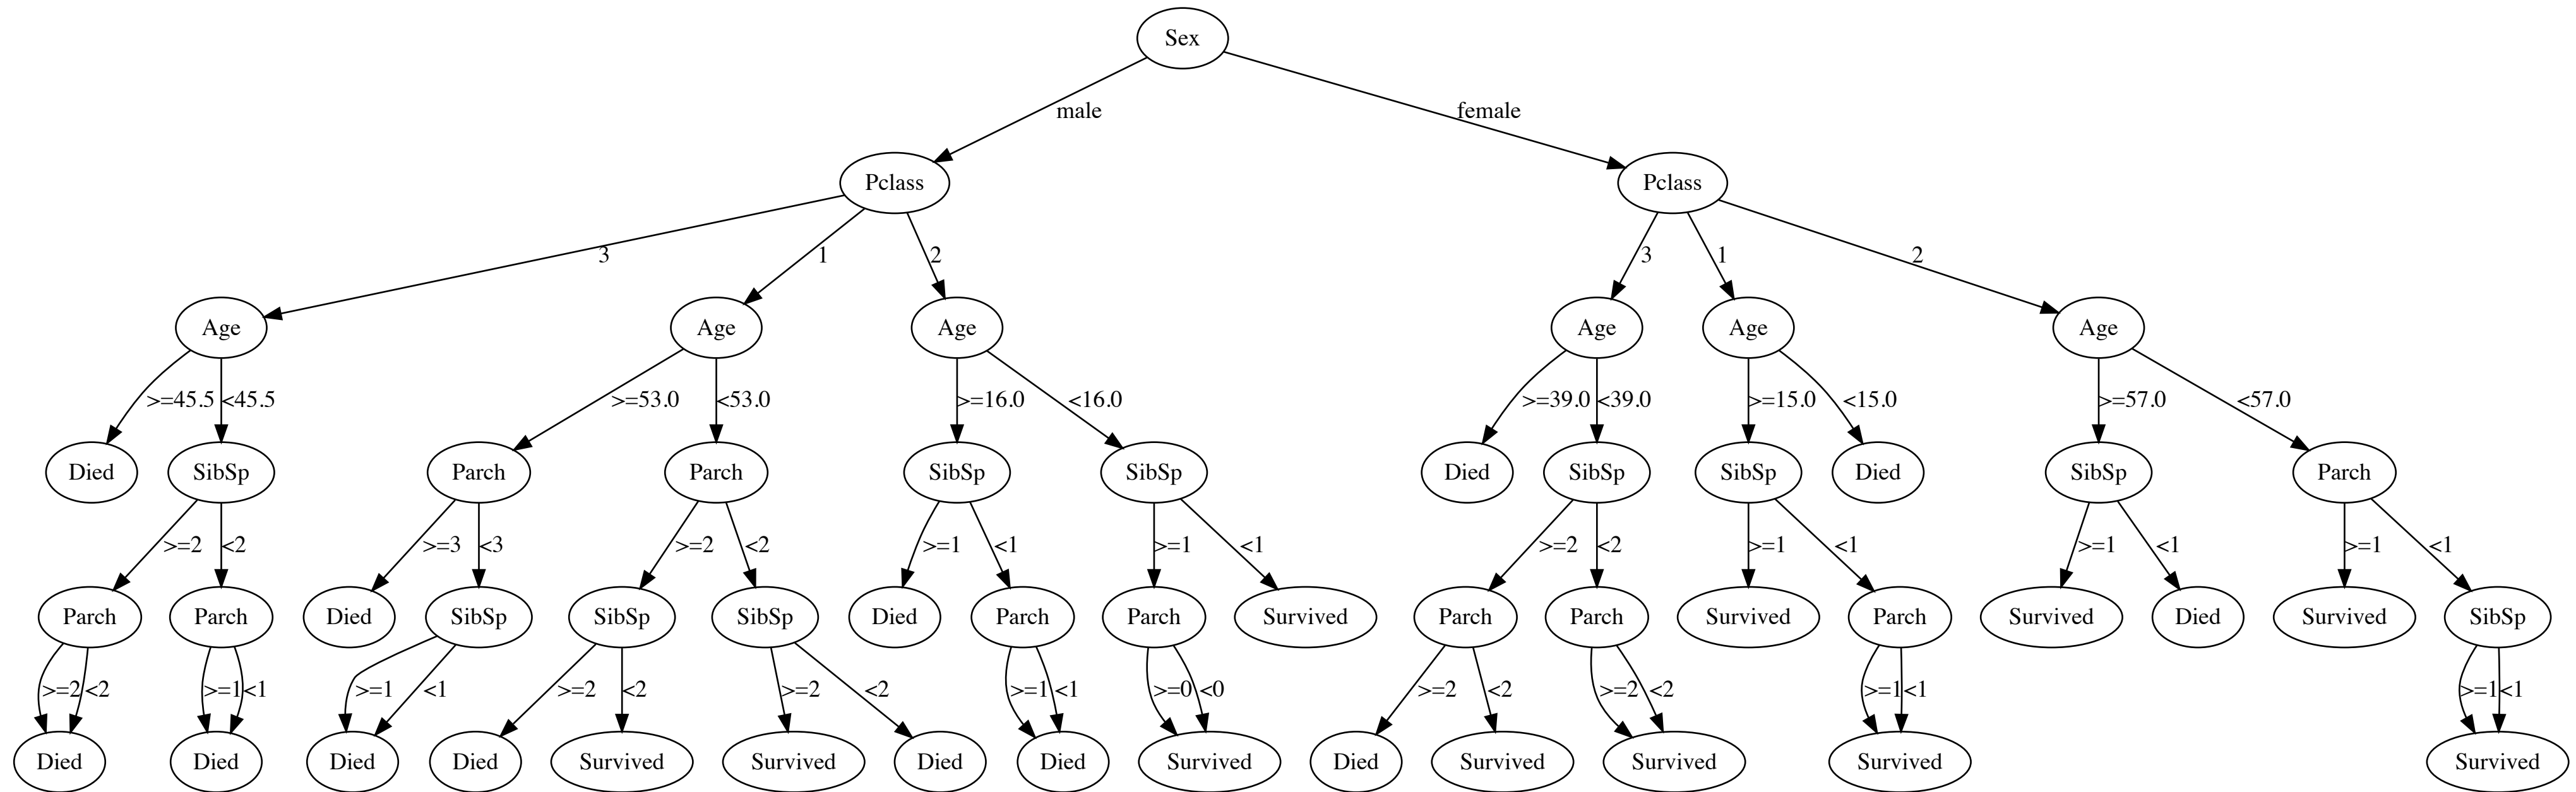 Sex
male
female
Pclass
Pclass
3
1
2
3
1
2
Age
Age
Age
Age
Age
Age
>=45.5
<45.5
>=53.0
<53.0
>=16.0
<16.0
>=39.0
<39.0
>=15.0
<15.0
>=57.0
<57.0
Died
SibSp
Parch
Parch
SibSp
SibSp
Died
SibSp
SibSp
Died
SibSp
Parch
>=2
<2
>=3
<3
>=2
<2
>=1
<1
>=1
<1
>=2
<2
>=1
<1
>=1
<1
>=1
<1
Parch
Parch
Died
SibSp
SibSp
SibSp
Died
Parch
Parch
Survived
Parch
Parch
Survived
Parch
Survived
Died
Survived
SibSp
>=2
<2
>=1
<1
>=1
<1
>=2
<2
>=2
<2
>=1
<1
>=0
<0
>=2
<2
>=2
<2
>=1
<1
>=1
<1
Died
Died
Died
Died
Survived
Survived
Died
Died
Survived
Died
Survived
Survived
Survived
Survived